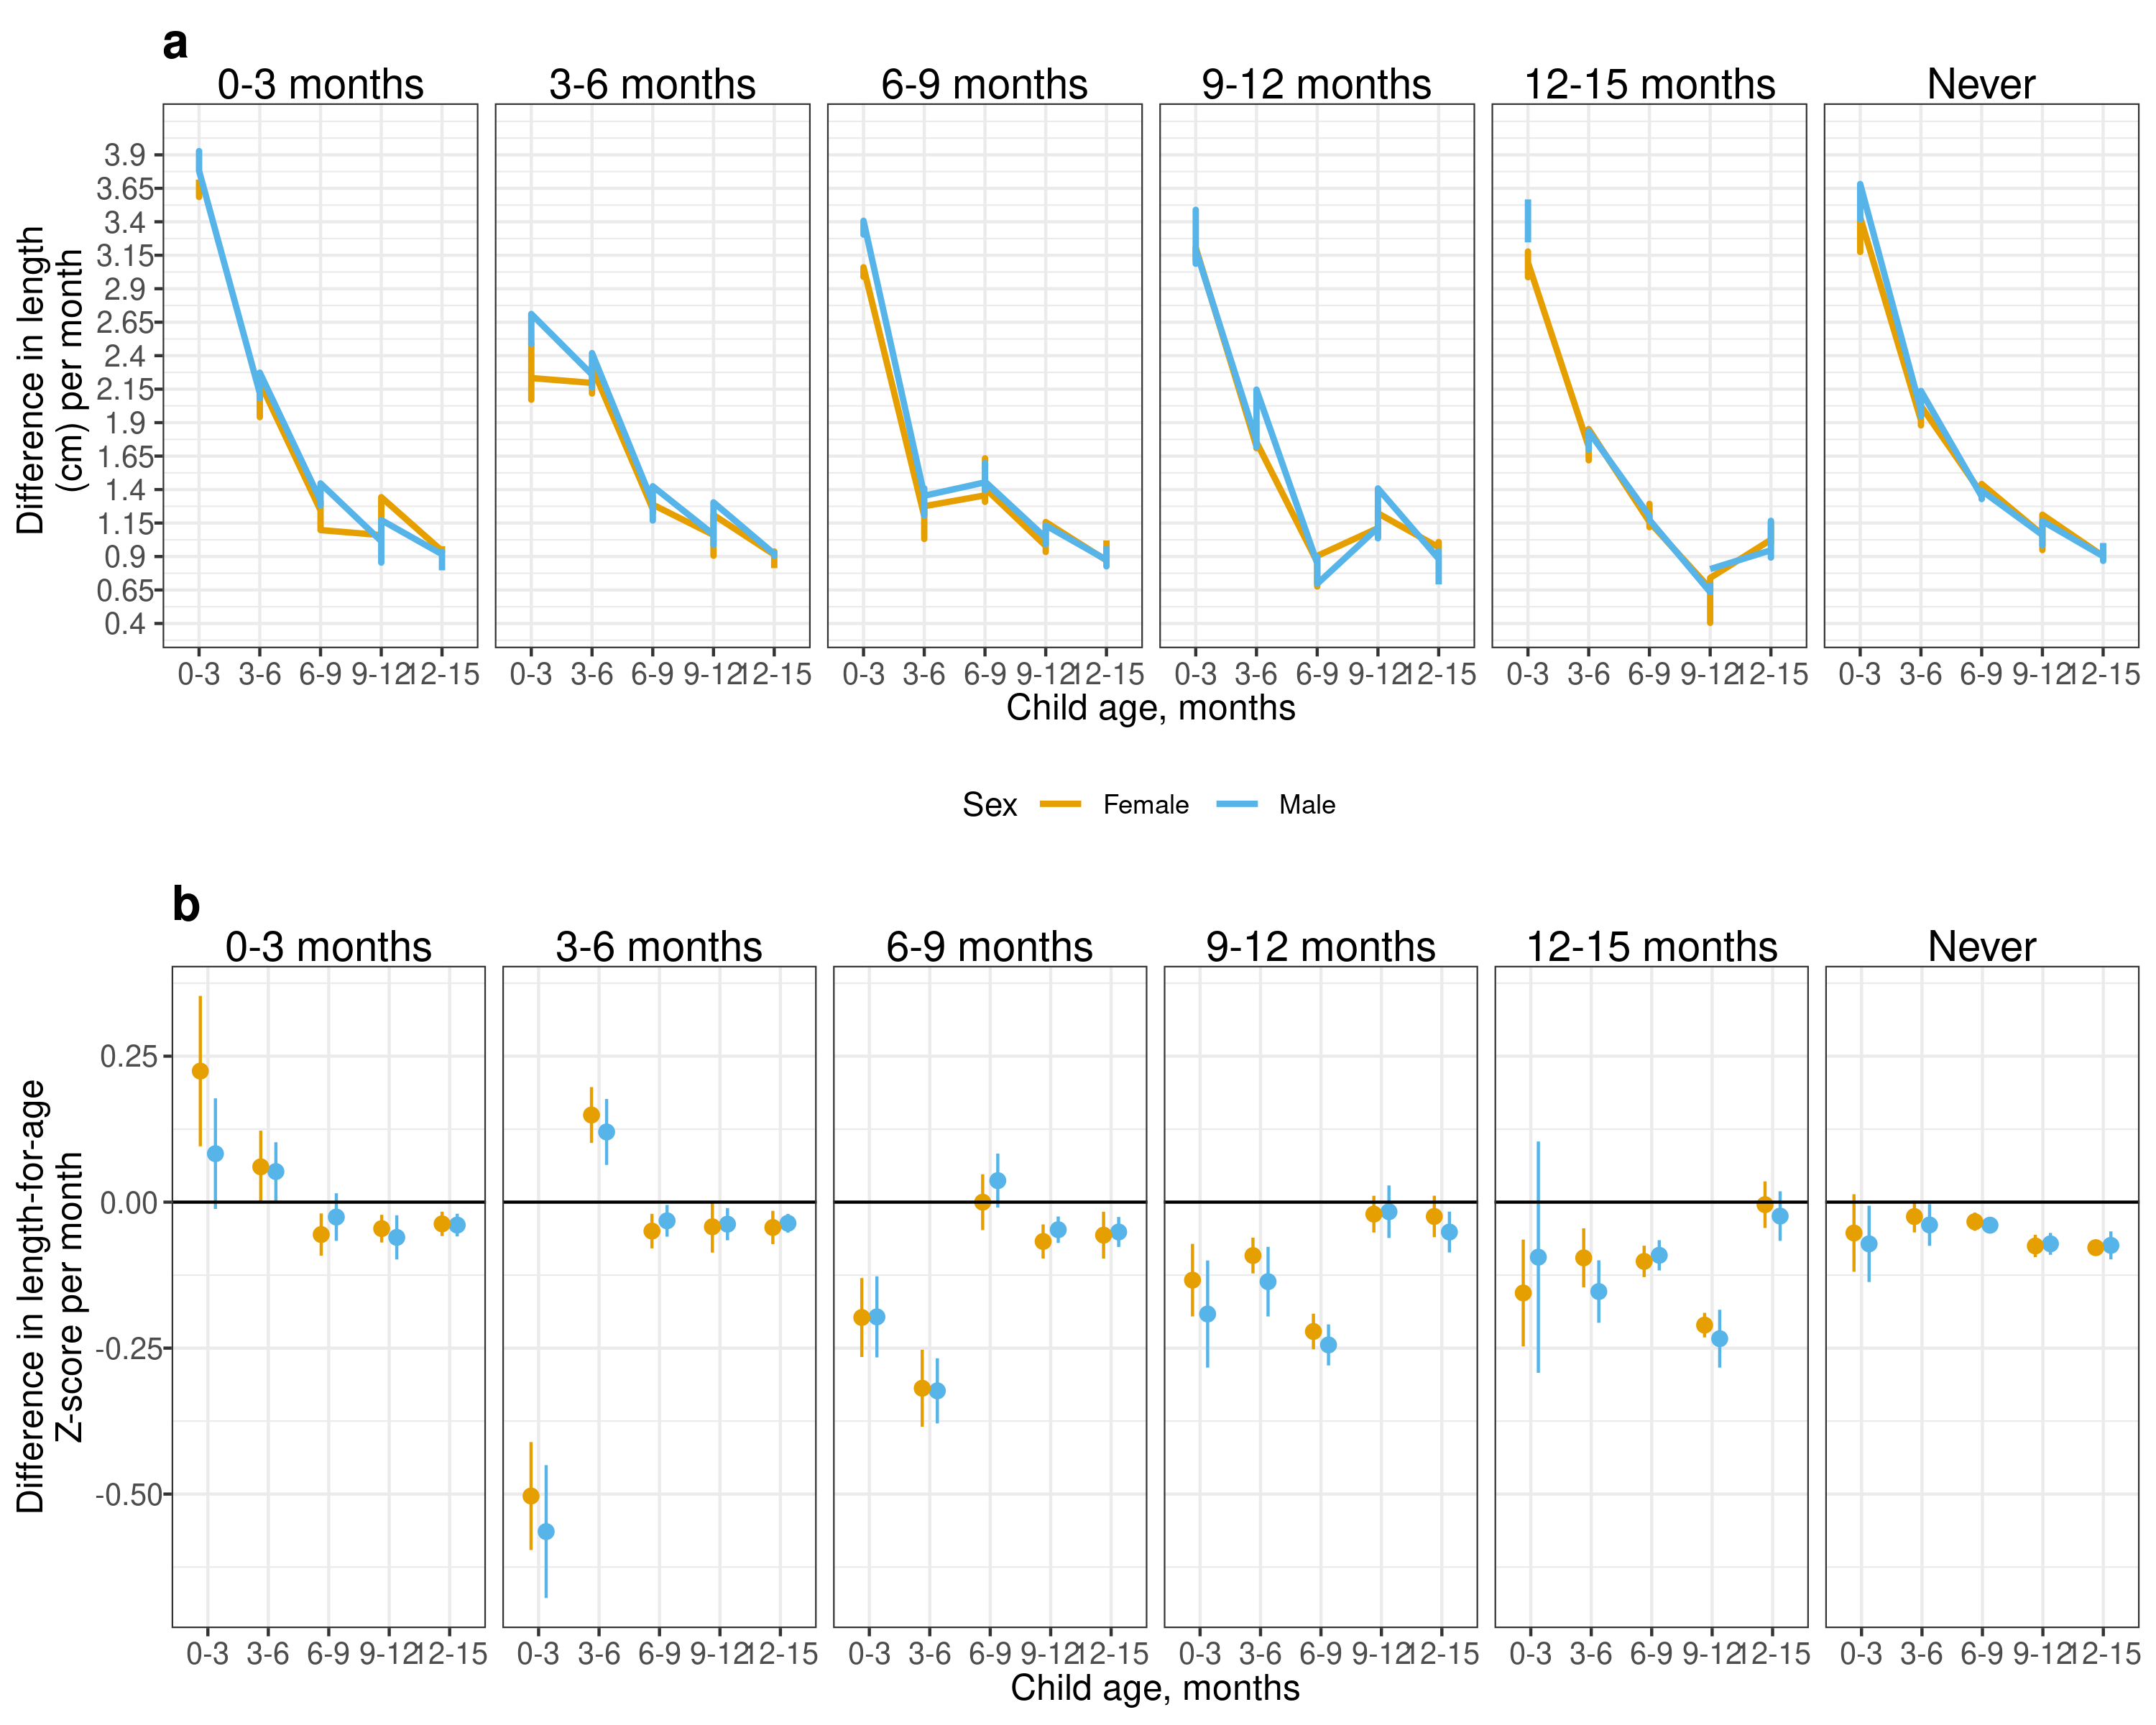 a
0-3 months 3-6 months 6-9 months 9-12 months 12-15 months Never
Difference in length
(cm) per month
3.9
3.65
3.4
3.15
2.9
2.65
2.4
2.15
1.9
1.65
1.4
1.15
0.9
0.65
0.4
0-3 3-6 6-9 9-12 12-15 0-3 3-6 6-9 9-12 12-15 0-3 3-6 6-9 9-12 12-15 0-3 3-6 6-9 9-12 12-15 0-3 3-6 6-9 9-12 12-15 0-3 3-6 6-9 9-12 12-15
Child age, months
Sex Female Male
b
0-3 months 3-6 months 6-9 months 9-12 months 12-15 months Never
Difference in length-for-age
Z-score per month
0.25
0.00
-0.25
-0.50
0-3 3-6 6-9 9-12 12-15 0-3 3-6 6-9 9-12 12-15 0-3 3-6 6-9 9-12 12-15 0-3 3-6 6-9 9-12 12-15 0-3 3-6 6-9 9-12 12-15 0-3 3-6 6-9 9-12 12-15
Child age, months